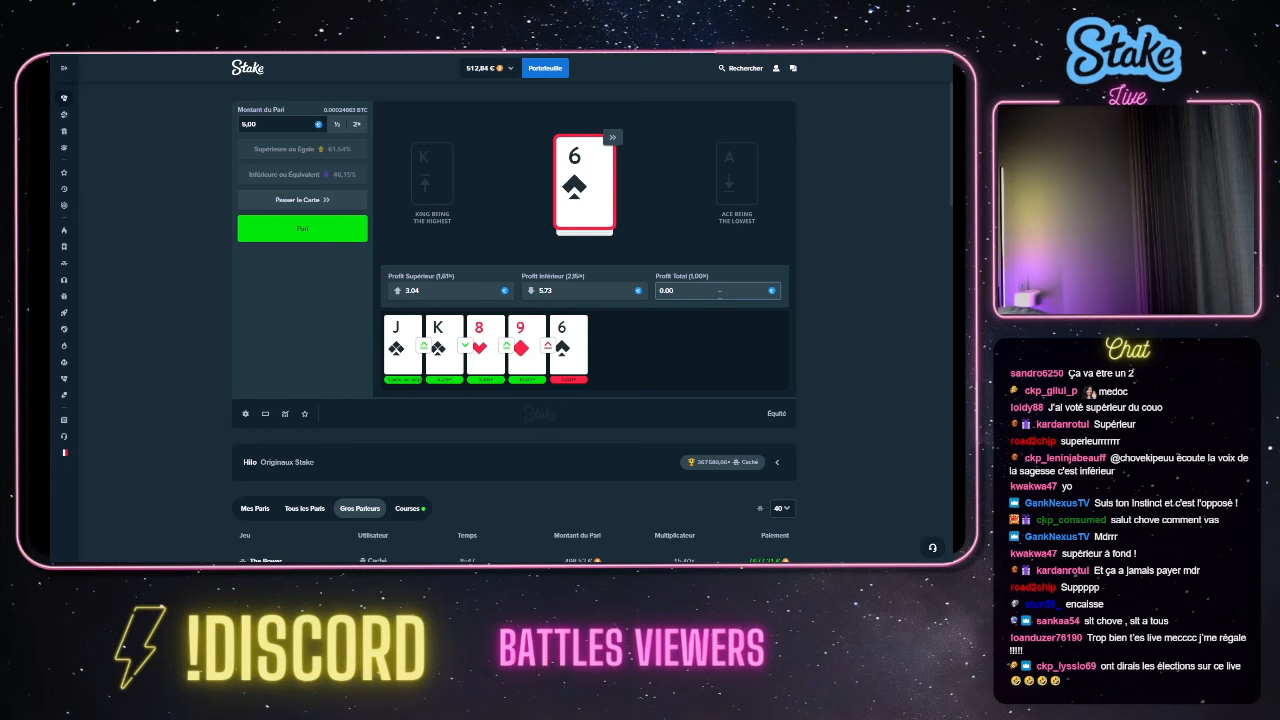 Stake
512,84 €
Portefeuille
Rechercher
Montant du Pari
0.00024663 BTC
5,00
½
2×
Supérieure ou Égale
61,54%
Inférieure ou Équivalent
46,15%
Passer la Carte
Pari
K
KING BEING
THE HIGHEST
6
A
ACE BEING
THE LOWEST
Profit Supérieur (1,61×)
3.04
Profit Inférieur (2,15×)
5.73
Profit Total (1,00×)
0.00
J
K
8
9
6
Stake
Équité
Hilo Originaux Stake
Caché
Mes Paris
Tous les Paris
Gros Parieurs
Courses
40
Jeu
Utilisateur
Temps
Montant du Pari
Multiplicateur
Paiement
Caché
!DISCORD
BATTLES VIEWERS
Stake
Live
Chat
sandro6250 Ça va être un 2
ckp_gilui_p medoc
loidy88 J'ai voté supérieur du couo
kardanrotul Supérieur
road2chip superieurrrrrr
ckp_leninjabeauff @chovekipeuu écoute la voix de
la sagesse c'est inférieur
kwakwa47 yo
GankNexusTV Suis ton Instinct et c'est l'opposé !
ckp_consumed salut chove comment vas
GankNexusTV Mdrrr
kwakwa47 supérieur à fond !
kardanrotul Et ça a jamais payer mdr
road2chip Suppppp
encaisse
sankaa54 slt chove , slt a tous
loanduzer76190 Trop bien t'es live mecccc j'me régale
!!!!!
ckp_lysslo69 ont dirais les élections sur ce live
🤣🤣🤣🤣